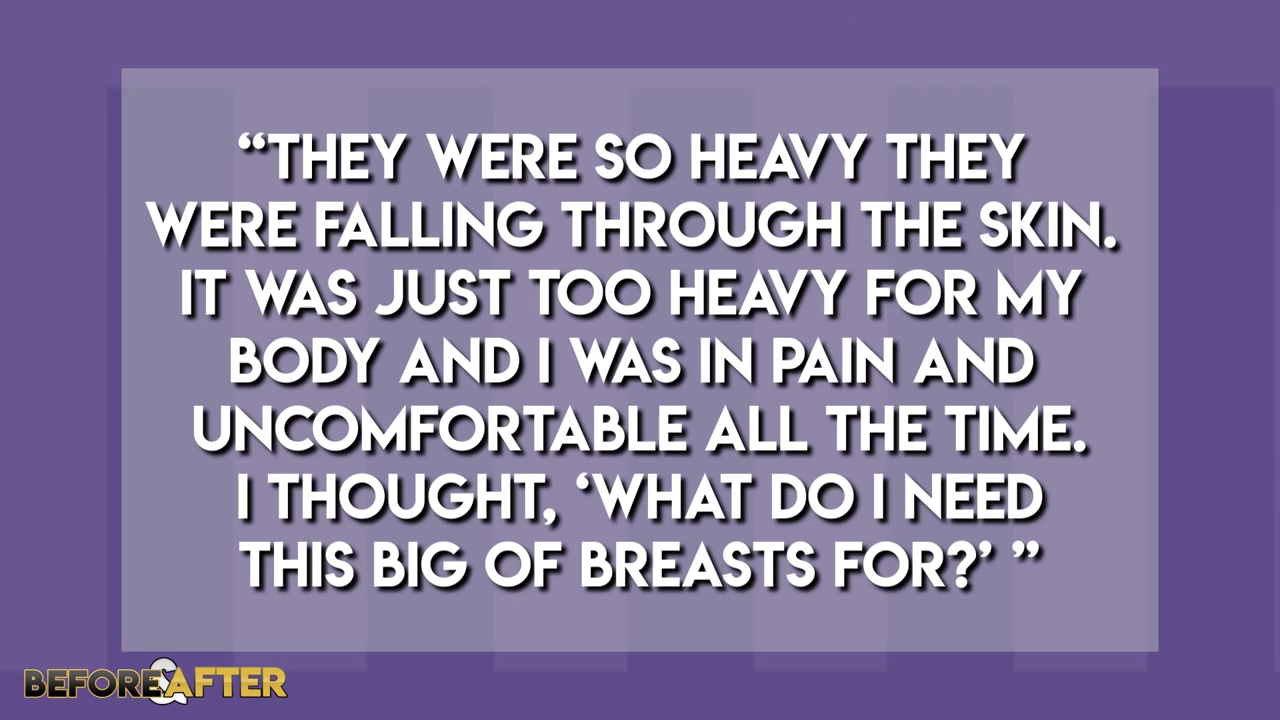 “THEY WERE SO HEAVY THEY
WERE FALLING THROUGH THE SKIN.
IT WAS JUST TOO HEAVY FOR MY
BODY AND I WAS IN PAIN AND
UNCOMFORTABLE ALL THE TIME.
I THOUGHT, ‘WHAT DO I NEED
THIS BIG OF BREASTS FOR?’ ”
BEFORE&AFTER